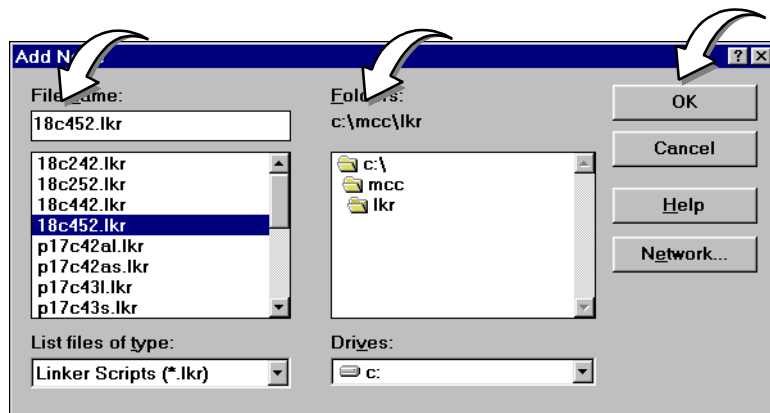 Add N
? ×
File ame:
18c452.lkr
18c242.lkr
18c252.lkr
18c442.lkr
18c452.lkr
p17c42al.lkr
p17c42as.lkr
p17c43l.lkr
p17c43s.lkr
List files of type:
Linker Scripts (*.lkr)
Folders:
c:\mcc\lkr
c:\
mcc
lkr
Drives:
c:
OK
Cancel
Help
Network...